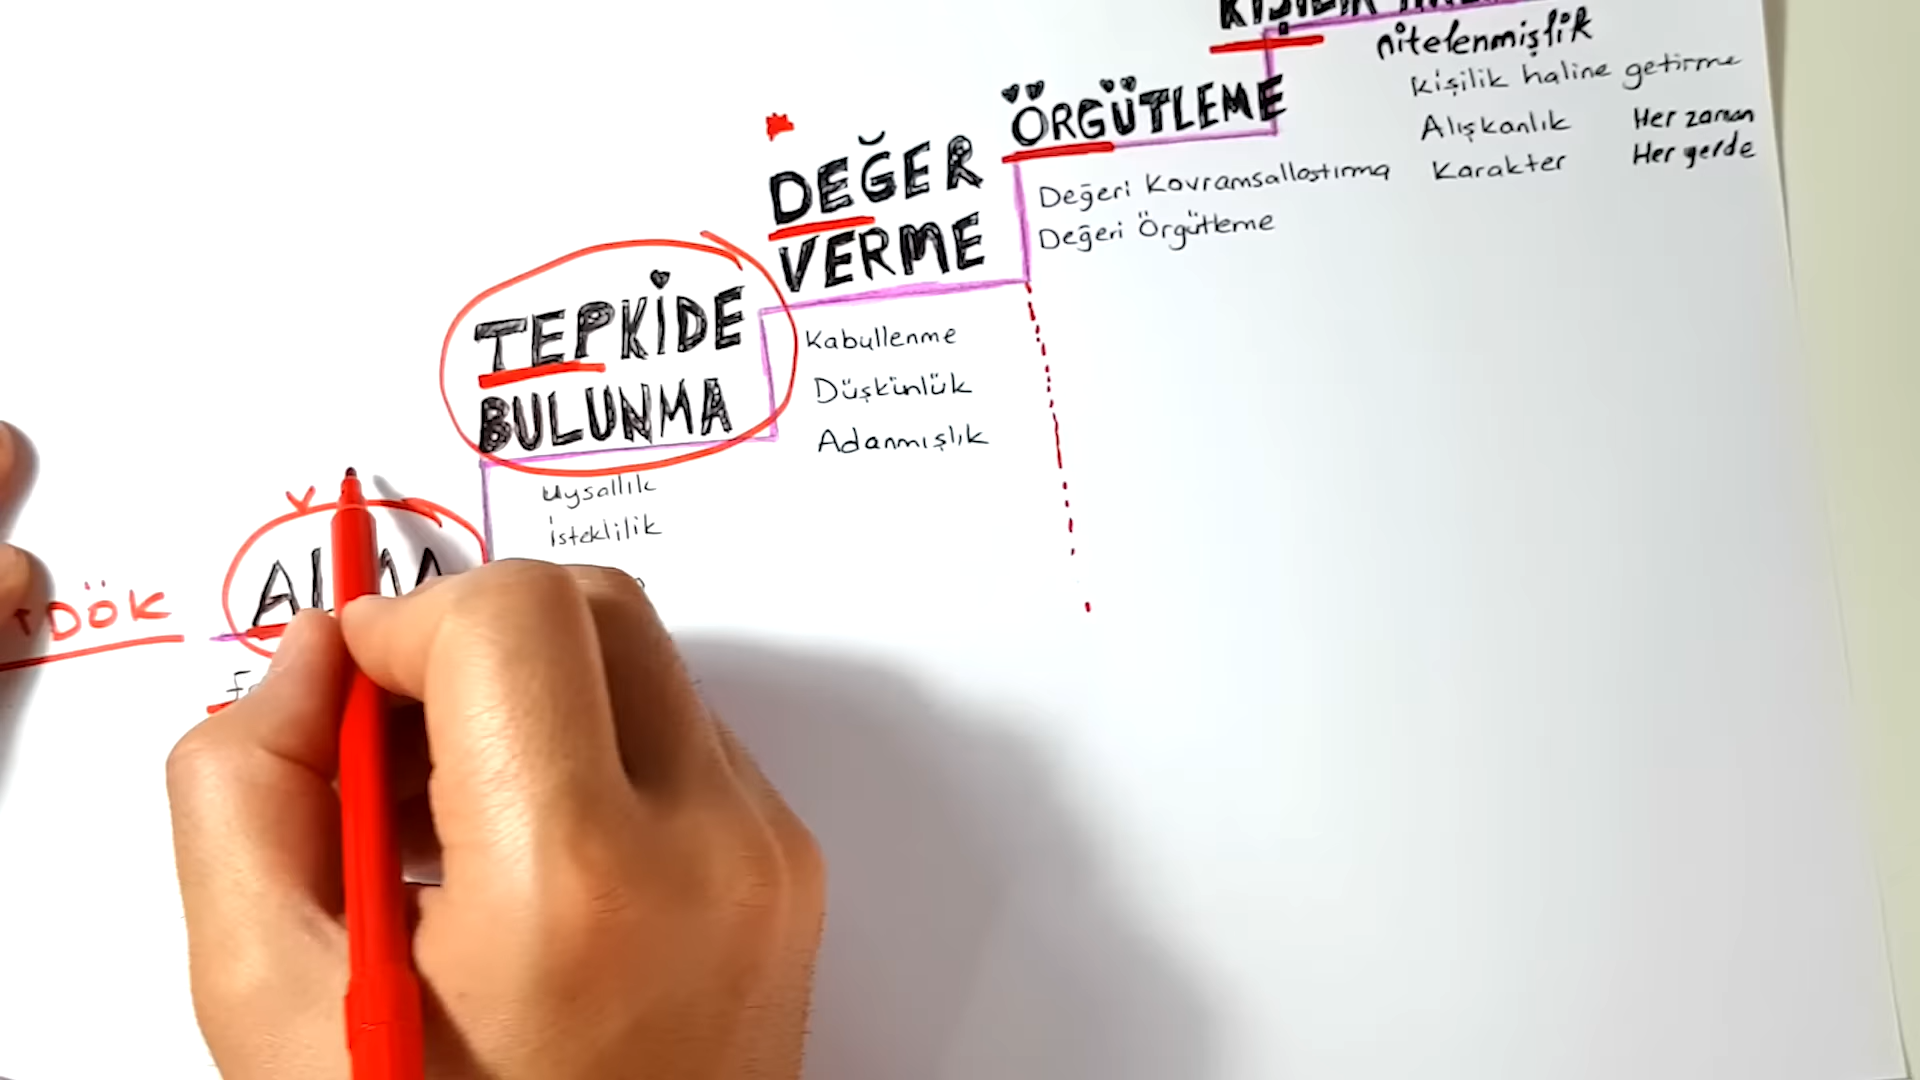 nitelenmişlik
Kişilik haline getirme
Alışkanlık Her zaman
Karakter Her yerde
ÖRGÜTLEME
Değeri Kavramsallaştırma
Değeri Örgütleme
DEĞER
VERME
Kabullenme
Düşkünlük
Adanmışlık
TEPKİDE
BULUNMA
Uysallık
İsteklilik
DÖK